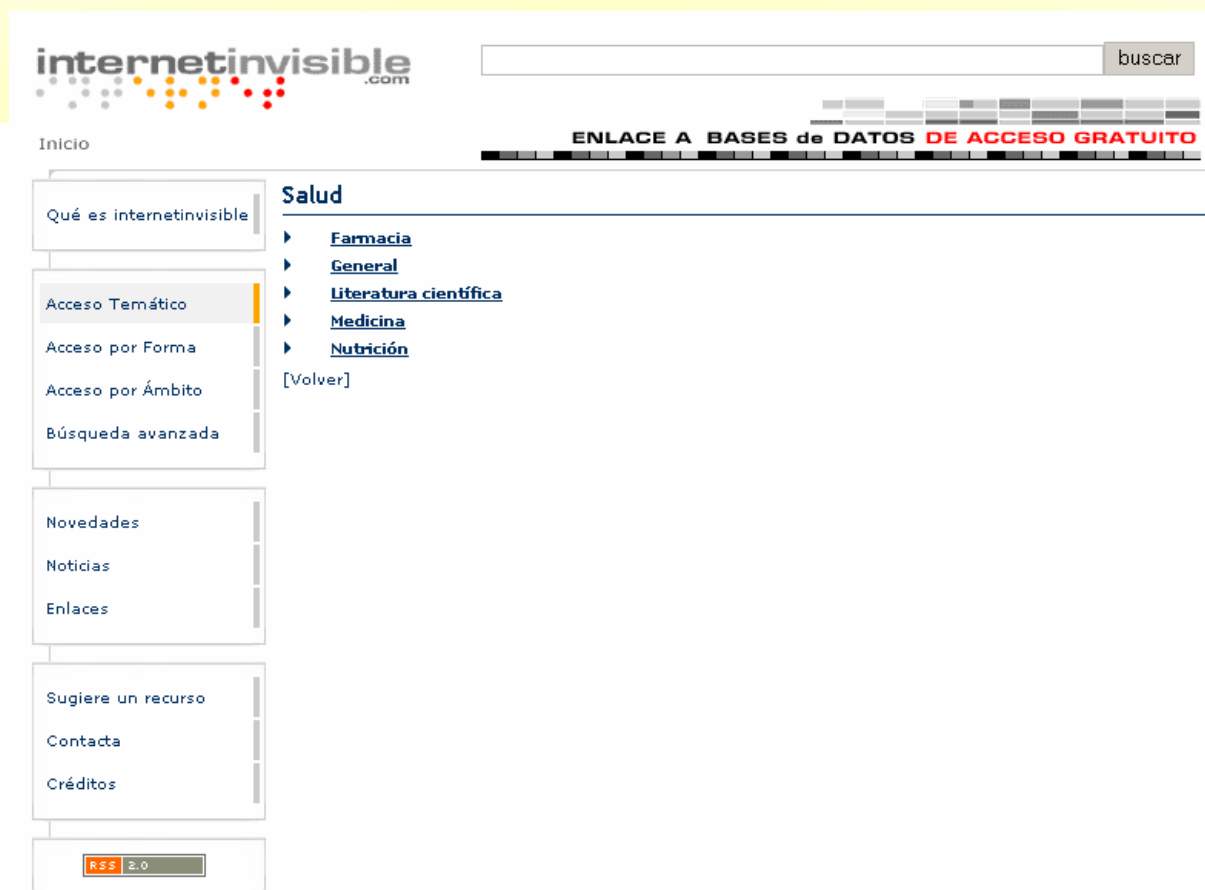 internetinvisible
.com
buscar
Inicio
ENLACE A BASES de DATOS DE ACCESO GRATUITO
Qué es internetinvisible
Acceso Temático
Acceso por Forma
Acceso por Ámbito
Búsqueda avanzada
Novedades
Noticias
Enlaces
Sugiere un recurso
Contacta
Créditos
RSS 2.0
Salud
Farmacia
General
Literatura científica
Medicina
Nutrición
[Volver]